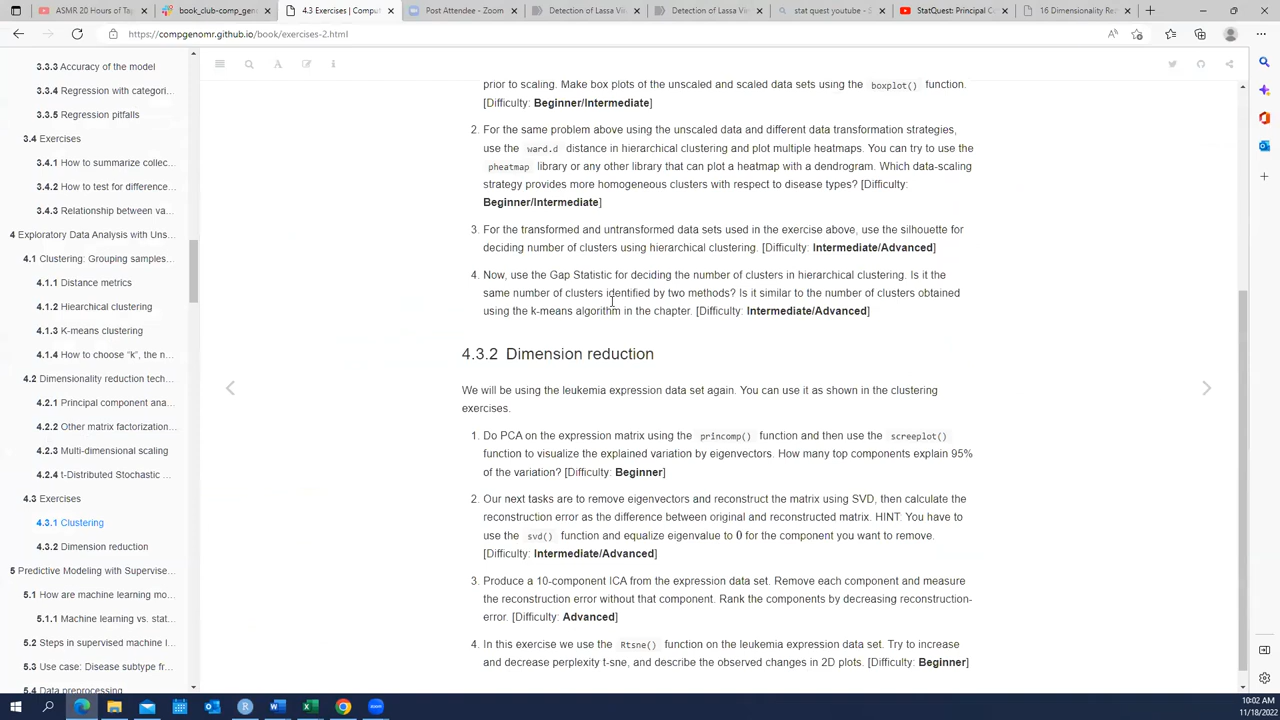 ASMR 20 Hours of Tap
book_club-comp_gen
4.3 Exercises | Comput
Post Attendee - Zoom
Detection of Lassa Vi
Detection of Lassa Vi
stat quest youtube - S
StatQuest: Principal C
16 Dimensionality Re
https://compgenomr.github.io/book/exercises-2.html
3.3.3 Accuracy of the model
3.3.4 Regression with categori...
3.3.5 Regression pitfalls
3.4 Exercises
3.4.1 How to summarize collec...
3.4.2 How to test for difference...
3.4.3 Relationship between va...
4 Exploratory Data Analysis with Uns...
4.1 Clustering: Grouping samples...
4.1.1 Distance metrics
4.1.2 Hiearchical clustering
4.1.3 K-means clustering
4.1.4 How to choose “k”, the n...
4.2 Dimensionality reduction tech...
4.2.1 Principal component ana...
4.2.2 Other matrix factorization...
4.2.3 Multi-dimensional scaling
4.2.4 t-Distributed Stochastic ...
4.3 Exercises
4.3.1 Clustering
4.3.2 Dimension reduction
5 Predictive Modeling with Supervise...
5.1 How are machine learning mo...
5.1.1 Machine learning vs. stat...
5.2 Steps in supervised machine l...
5.3 Use case: Disease subtype fr...
5.4 Data preprocessing
prior to scaling. Make box plots of the unscaled and scaled data sets using the boxplot() function.
[Difficulty: Beginner/Intermediate]
2. For the same problem above using the unscaled data and different data transformation strategies,
use the ward.d distance in hierarchical clustering and plot multiple heatmaps. You can try to use the
pheatmap library or any other library that can plot a heatmap with a dendrogram. Which data-scaling
strategy provides more homogeneous clusters with respect to disease types? [Difficulty:
Beginner/Intermediate]
3. For the transformed and untransformed data sets used in the exercise above, use the silhouette for
deciding number of clusters using hierarchical clustering. [Difficulty: Intermediate/Advanced]
4. Now, use the Gap Statistic for deciding the number of clusters in hierarchical clustering. Is it the
same number of clusters identified by two methods? Is it similar to the number of clusters obtained
using the k-means algorithm in the chapter. [Difficulty: Intermediate/Advanced]
4.3.2 Dimension reduction
We will be using the leukemia expression data set again. You can use it as shown in the clustering
exercises.
1. Do PCA on the expression matrix using the princomp() function and then use the screeplot()
function to visualize the explained variation by eigenvectors. How many top components explain 95%
of the variation? [Difficulty: Beginner]
2. Our next tasks are to remove eigenvectors and reconstruct the matrix using SVD, then calculate the
reconstruction error as the difference between original and reconstructed matrix. HINT: You have to
use the svd() function and equalize eigenvalue to 0 for the component you want to remove.
[Difficulty: Intermediate/Advanced]
3. Produce a 10-component ICA from the expression data set. Remove each component and measure
the reconstruction error without that component. Rank the components by decreasing reconstruction-
error. [Difficulty: Advanced]
4. In this exercise we use the Rtsne() function on the leukemia expression data set. Try to increase
and decrease perplexity t-sne, and describe the observed changes in 2D plots. [Difficulty: Beginner]
10:02 AM
11/18/2022